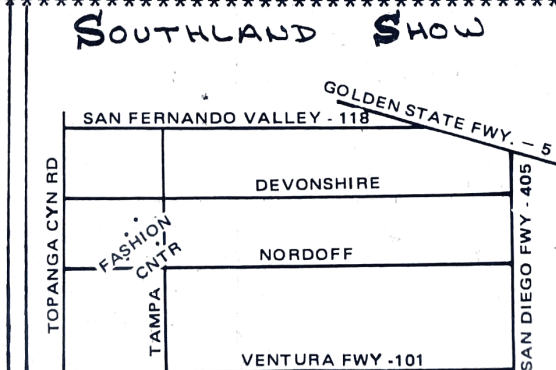 SOUTHLAND SHOW
GOLDEN STATE FWY. - 5
SAN FERNANDO VALLEY - 118
TOPANGA CYN RD
DEVONSHIRE
SAN DIEGO FWY - 405
FASHION
CNTR
NORDOFF
TAMPA
VENTURA FWY -101